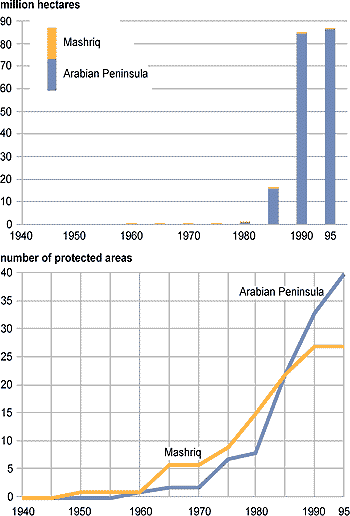 million hectares
90
Mashriq
80
Arabian Peninsula
70
60
50
40
30
20
10
0
1940 1950 1960 1970 1980 1990 95
number of protected areas
40
Arabian Peninsula
35
30
25
20
15
10
Mashriq
5
0
1940 1950 1960 1970 1980 1990 95